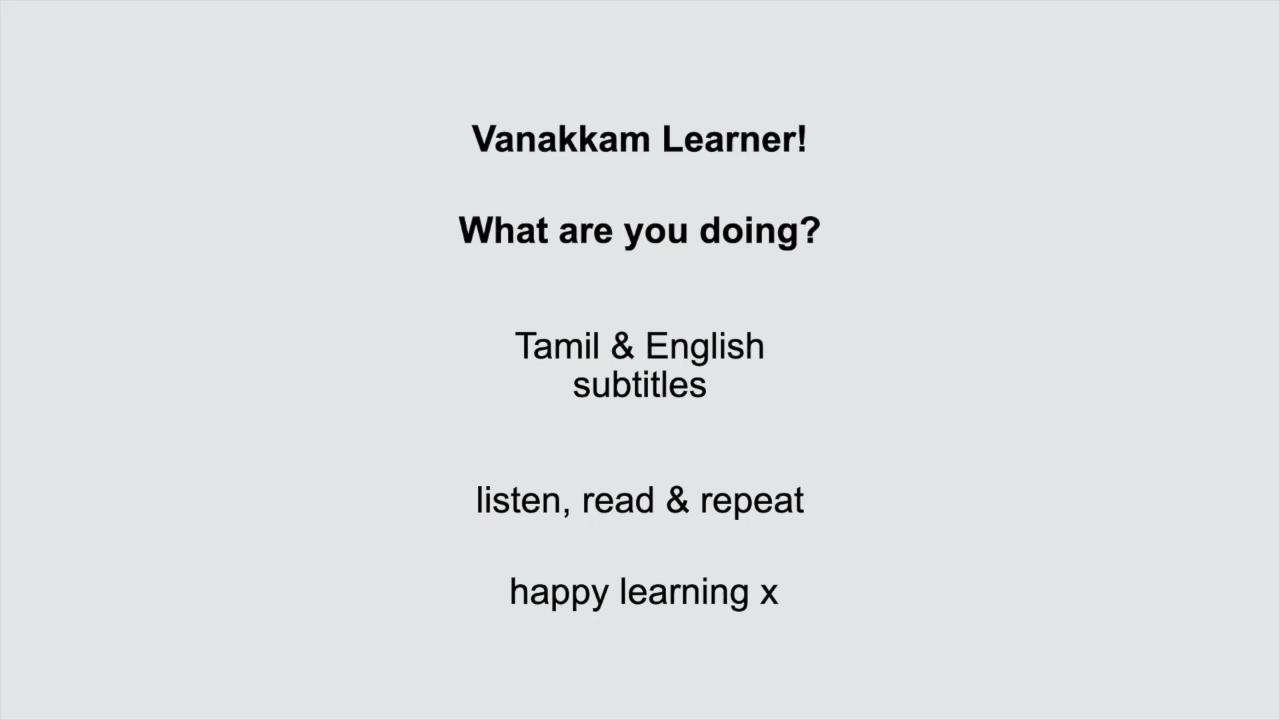 Vanakkam Learner!
What are you doing?
Tamil & English
subtitles
listen, read & repeat
happy learning x